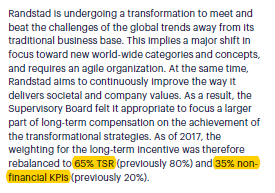 Randstad is undergoing a transformation to meet and
beat the challenges of the global trends away from its
traditional business base. This implies a major shift in
focus toward new world-wide categories and concepts,
and requires an agile organization. At the same time,
Randstad aims to continuously improve the way it
delivers societal and company values. As a result, the
Supervisory Board felt it appropriate to focus a larger
part of long-term compensation on the achievement of
the transformational strategies. As of 2017, the
weighting for the long-term incentive was therefore
rebalanced to 65% TSR (previously 80%) and 35% non-
financial KPIs (previously 20%).